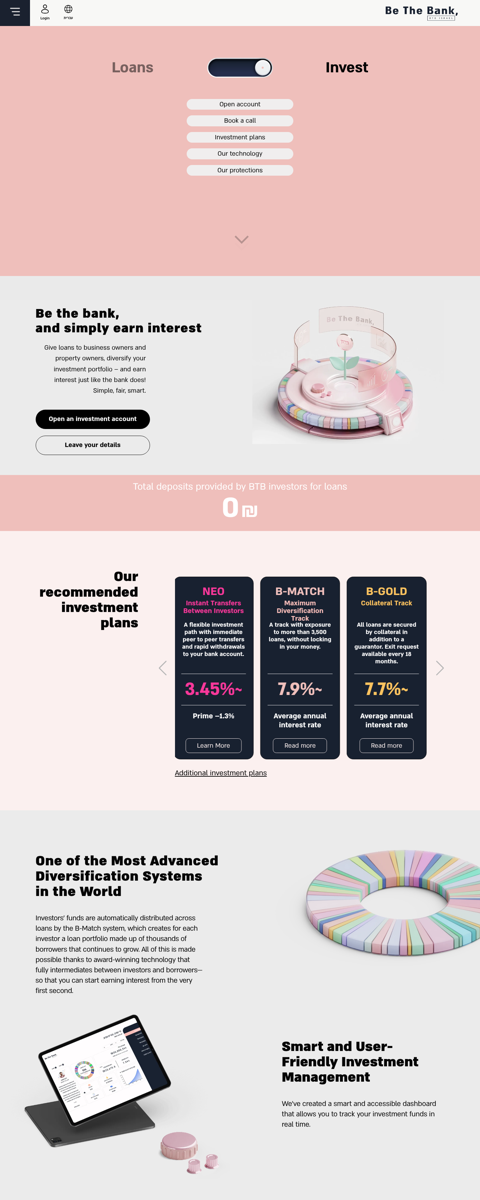 Login
עברית
Be The Bank,
BTB ISRAEL
Loans
Invest
Open account
Book a call
Investment plans
Our technology
Our protections
Be the bank,
and simply earn interest
Give loans to business owners and
property owners, diversify your
investment portfolio – and earn
interest just like the bank does!
Simple, fair, smart.
Open an investment account
Leave your details
Be The Bank,
Total deposits provided by BTB investors for loans
0 ₪
Our
recommended
investment
plans
NEO
Instant Transfers
Between Investors
A flexible investment
path with immediate
peer to peer transfers
and rapid withdrawals
to your bank account.
3.45%~
Prime –1.3%
Learn More
B-MATCH
Maximum
Diversification
Track
A track with exposure
to more than 3,500
loans, without locking
in your money.
7.9%~
Average annual
interest rate
Read more
B-GOLD
Collateral Track
All loans are secured
by collateral in
addition to a
guarantor. Exit request
available every 18
months.
7.7%~
Average annual
interest rate
Read more
Additional investment plans
One of the Most Advanced
Diversification Systems
in the World
Investors' funds are automatically distributed across
loans by the B-Match system, which creates for each
investor a loan portfolio made up of thousands of
borrowers that continues to grow. All of this is made
possible thanks to award-winning technology that
fully intermediates between investors and borrowers—
so that you can start earning interest from the very
first second.
Smart and User-
Friendly Investment
Management
We've created a smart and accessible dashboard
that allows you to track your investment funds in
real time.